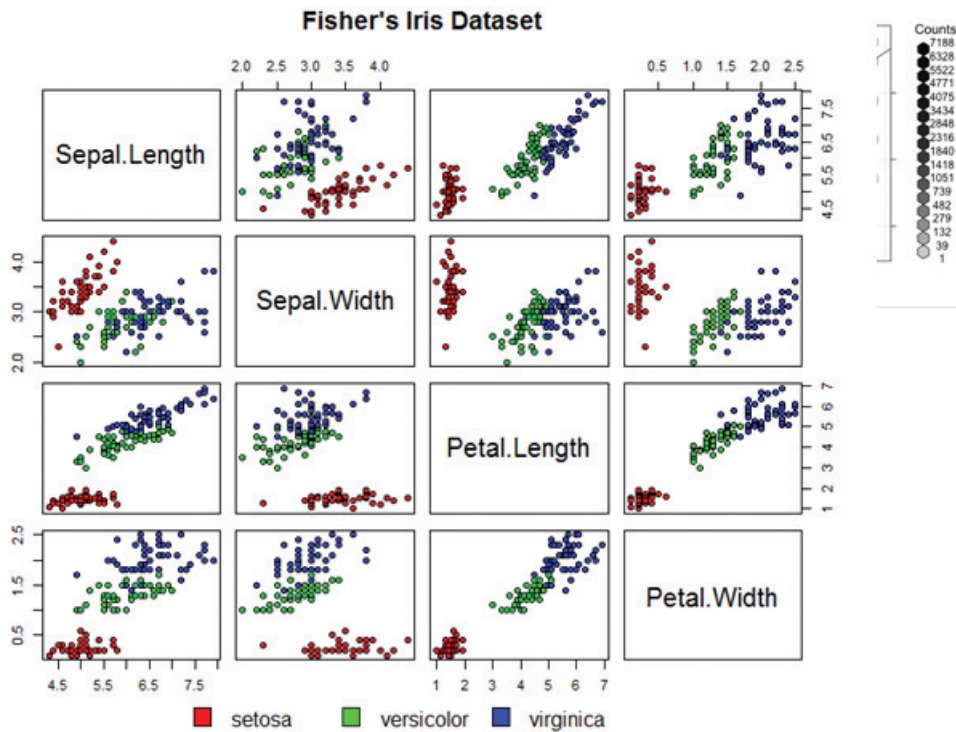 Fisher's Iris Dataset
Counts
7188
6328
5522
4771
4075
3434
2848
2316
1840
1418
1051
739
482
279
132
39
1
2.0 3.0 4.0
0.5 1.5 2.5
1.0 2.0
Sepal.Length
4.5 5.5 6.5 7.5
2.0 3.0 4.0
Sepal.Width
Petal.Length
1 2 3 4 5 6 7
0.5 1.5 2.5
Petal.Width
4.5 5.5 6.5 7.5
1 2 3 4 5 6 7
setosa versicolor virginica